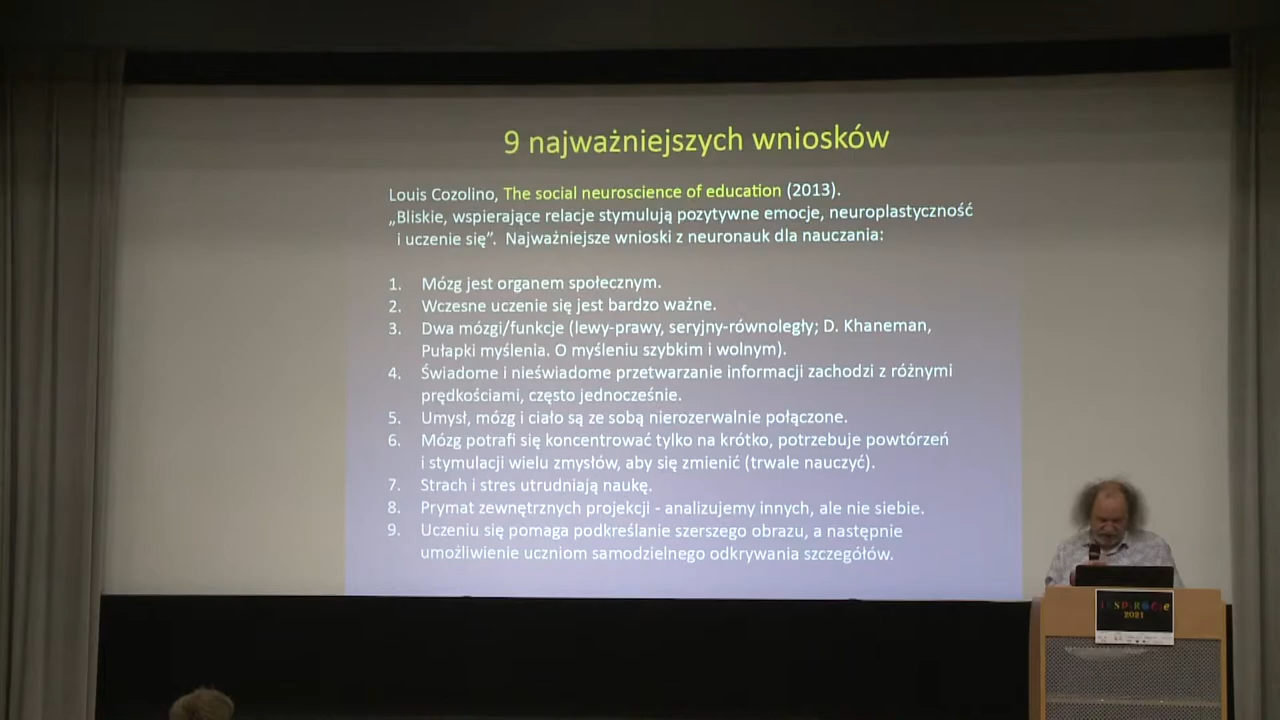 9 najważniejszych wniosków
Louis Cozolino, The social neuroscience of education (2013).
„Bliskie, wspierające relacje stymulują pozytywne emocje, neuroplastyczność
i uczenie się”. Najważniejsze wnioski z neuronauk dla nauczania:
1. Mózg jest organem społecznym.
2. Wczesne uczenie się jest bardzo ważne.
3. Dwa mózgi/funkcje (lewy-prawy, seryjny-równoległy; D. Khaneman,
Pułapki myślenia. O myśleniu szybkim i wolnym).
4. Świadome i nieświadome przetwarzanie informacji zachodzi z różnymi
prędkościami, często jednocześnie.
5. Umysł, mózg i ciało są ze sobą nierozerwalnie połączone.
6. Mózg potrafi się koncentrować tylko na krótko, potrzebuje powtórzeń
i stymulacji wielu zmysłów, aby się zmienić (trwale nauczyć).
7. Strach i stres utrudniają naukę.
8. Prymat zewnętrznych projekcji - analizujemy innych, ale nie siebie.
9. Uczeniu się pomaga podkreślanie szerszego obrazu, a następnie
umożliwienie uczniom samodzielnego odkrywania szczegółów.
INSPIRACJE
2021